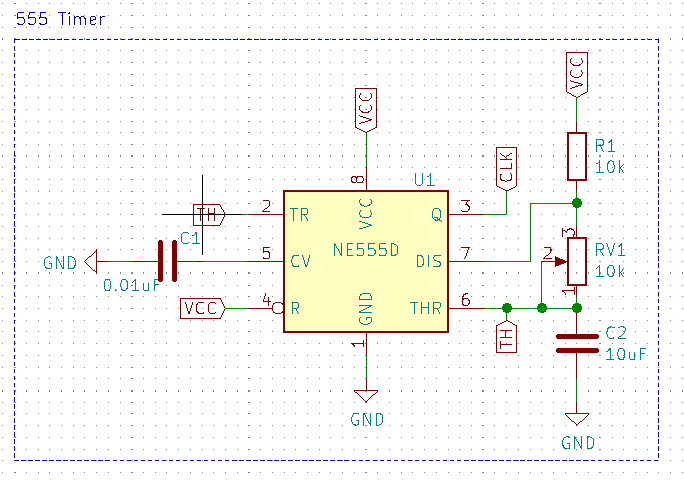 555 Timer
VCC
VCC
R1
10k
CLK
U1
8
TH
2
TR
VCC
Q
3
C1
NE555D
3
RV1
10k
2
GND
5
CV
DIS
7
0.01uF
1
VCC
4
R
GND
THR
6
TH
C2
10uF
1
GND
GND